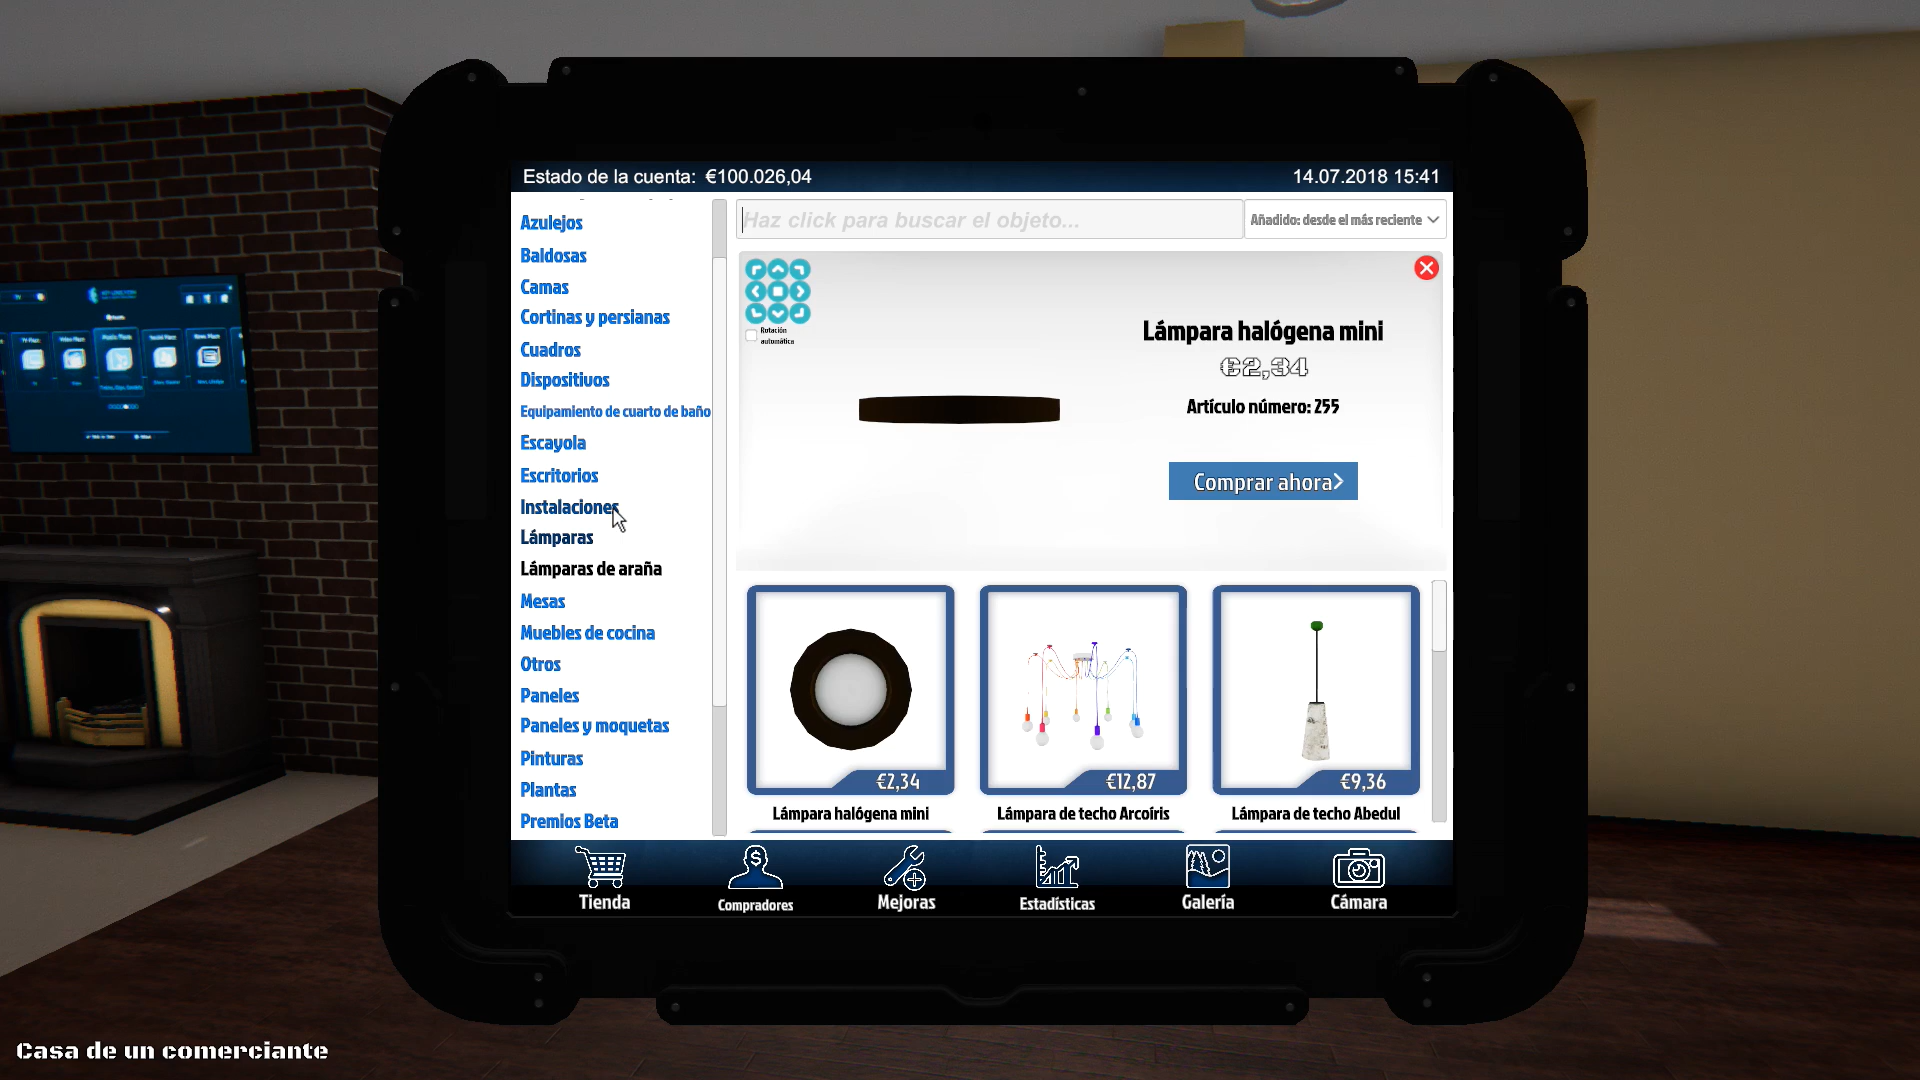 Estado de la cuenta: €100.026,04
14.07.2018 15:41
Azulejos
Baldosas
Camas
Cortinas y persianas
Cuadros
Dispositivos
Equipamiento de cuarto de baño
Escayola
Escritorios
Instalaciones
Lámparas
Lámparas de araña
Mesas
Muebles de cocina
Otros
Paneles
Paneles y moquetas
Pinturas
Plantas
Premios Beta
Haz click para buscar el objeto...
Añadido: desde el más reciente
Rotación
automática
Lámpara halógena mini
€2,34
Artículo número: 255
Comprar ahora
€2,34
Lámpara halógena mini
€12,87
Lámpara de techo Arcoíris
€9,36
Lámpara de techo Abedul
Tienda
Compradores
Mejoras
Estadísticas
Galería
Cámara
Casa de un comerciante